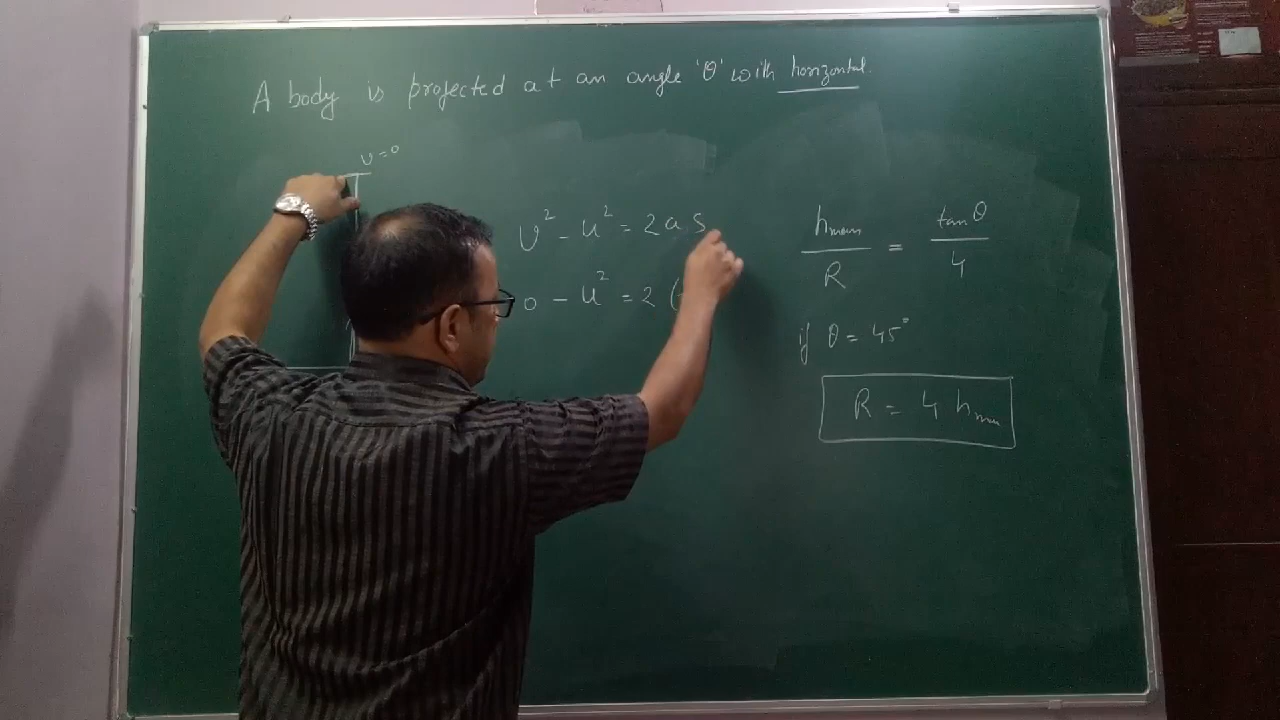 A body is projected at an angle 'θ' with horizontal.
v=0
v² - u² = 2as
0 - u² = 2 (
hmax / R = tanθ / 4
if θ = 45°
R = 4 hmax